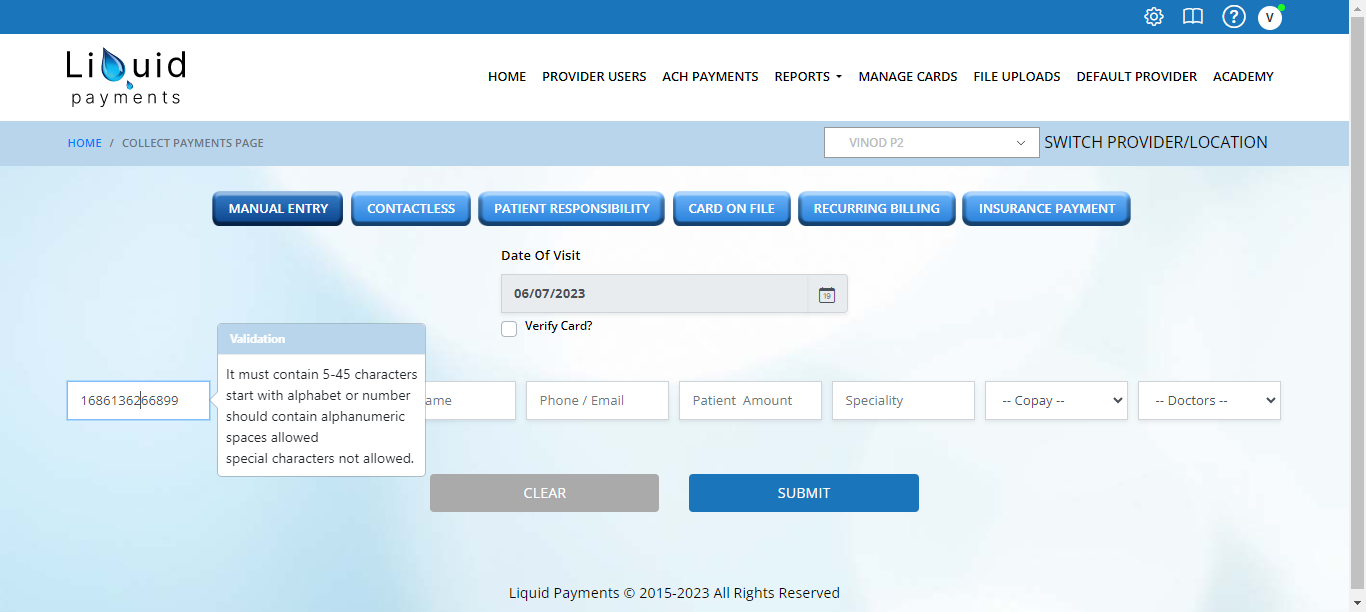 V
Liquid
payments
HOME PROVIDER USERS ACH PAYMENTS REPORTS MANAGE CARDS FILE UPLOADS DEFAULT PROVIDER ACADEMY
HOME / COLLECT PAYMENTS PAGE
VINOD P2
SWITCH PROVIDER/LOCATION
MANUAL ENTRY CONTACTLESS PATIENT RESPONSIBILITY CARD ON FILE RECURRING BILLING INSURANCE PAYMENT
Date Of Visit
06/07/2023
19
Verify Card?
Validation
It must contain 5-45 characters
start with alphabet or number
should contain alphanumeric
spaces allowed
special characters not allowed.
1686136266899
ame
Phone / Email
Patient Amount
Speciality
-- Copay --
-- Doctors --
CLEAR
SUBMIT
Liquid Payments © 2015-2023 All Rights Reserved